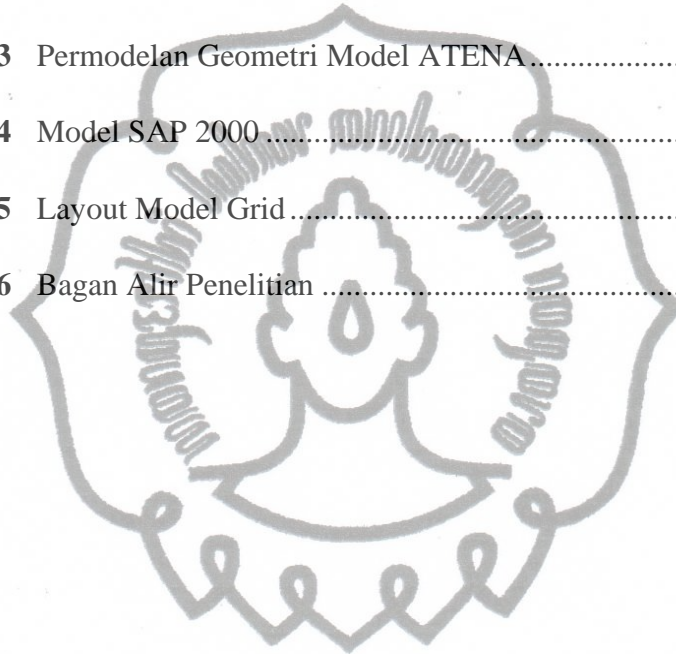 3 Permodelan Geometri Model ATENA....................
4 Model SAP 2000.......................................................
5 Layout Model Grid....................................................
6 Bagan Alir Penelitian................................................